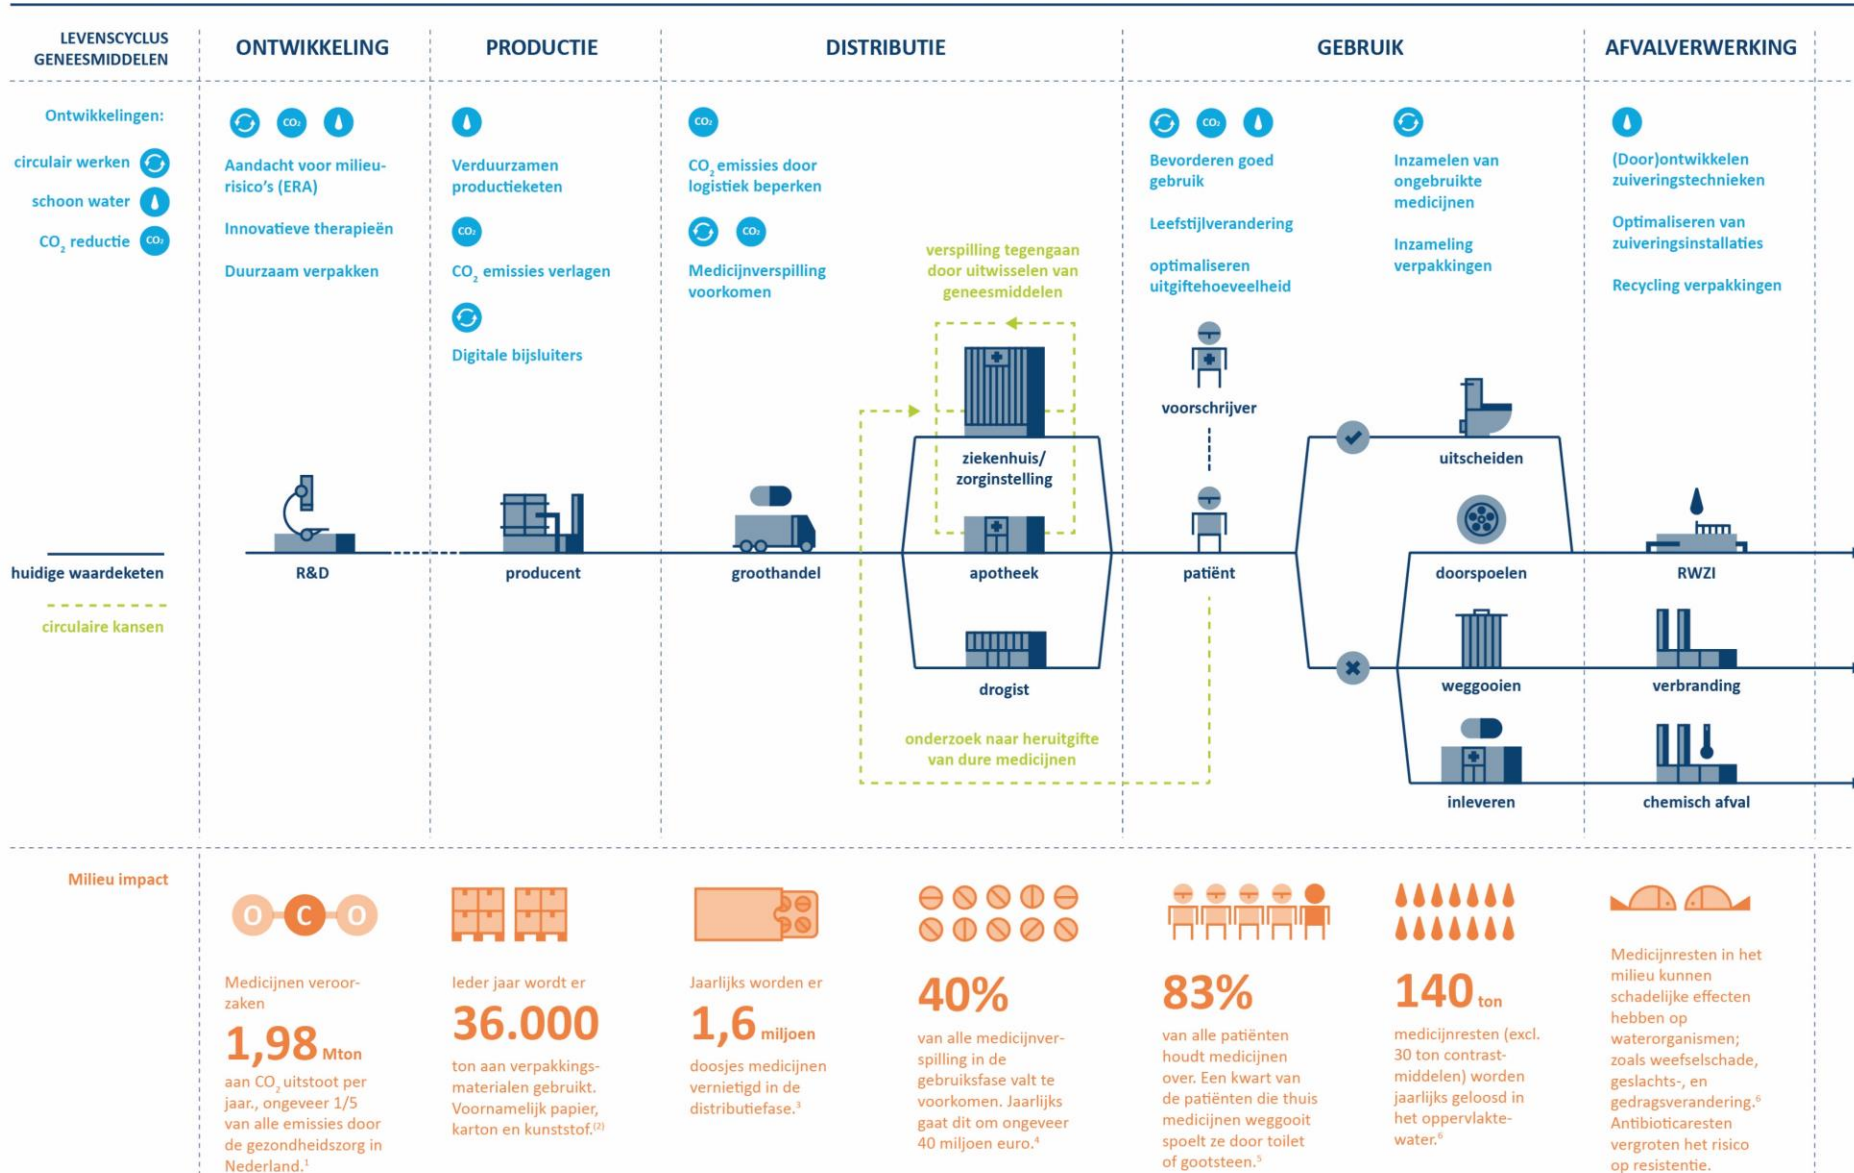 LEVENSCYCLUS
GENEESMIDDELEN
ONTWIKKELING
PRODUCTIE
DISTRIBUTIE
GEBRUIK
AFVALVERWERKING
Ontwikkelingen:
circulair werken
schoon water
CO₂ reductie CO₂
CO₂
Aandacht voor milieu-
risico's (ERA)
Innovatieve therapieën
Duurzaam verpakken
Verduurzamen
productieketen
CO₂
CO₂ emissies verlagen
Digitale bijsluiters
CO₂
CO₂ emissies door
logistiek beperken
CO₂
Medicijnverspilling
voorkomen
verspilling tegengaan
door uitwisselen van
geneesmiddelen
CO₂
Bevorderen goed
gebruik
Leefstijlverandering
optimaliseren
uitgiftehoeveelheid
Inzamelen van
ongebruikte
medicijnen
Inzameling
verpakkingen
(Door)ontwikkelen
zuiveringstechnieken
Optimaliseren van
zuiveringsinstallaties
Recycling verpakkingen
huidige waardeketen
circulaire kansen
R&D
producent
groothandel
ziekenhuis/
zorginstelling
apotheek
drogist
onderzoek naar heruitgifte
van dure medicijnen
voorschrijver
patiënt
uitscheiden
doorspoelen
weggooien
inleveren
RWZI
verbranding
chemisch afval
Milieu impact
O C O
Medicijnen veroor-
zaken
1,98 Mton
aan CO₂ uitstoot per
jaar., ongeveer 1/5
van alle emissies door
de gezondheidszorg in
Nederland.¹
Ieder jaar wordt er
36.000
ton aan verpakkings-
materialen gebruikt.
Voornamelijk papier,
karton en kunststof.⁽²⁾
Jaarlijks worden er
1,6 miljoen
doosjes medicijnen
vernietigd in de
distributiefase.³
40%
van alle medicijnver-
spilling in de
gebruiksfase valt te
voorkomen. Jaarlijks
gaat dit om ongeveer
40 miljoen euro.⁴
83%
van alle patiënten
houdt medicijnen
over. Een kwart van
de patiënten die thuis
medicijnen weggooit
spoelt ze door toilet
of gootsteen.⁵
140 ton
medicijnresten (excl.
30 ton contrast-
middelen) worden
jaarlijks geloosd in
het oppervlakte-
water.⁶
Medicijnresten in het
milieu kunnen
schadelijke effecten
hebben op
waterorganismen;
zoals weefselschade,
geslachts-, en
gedragsverandering.⁶
Antibioticaresten
vergroten het risico
op resistentie.